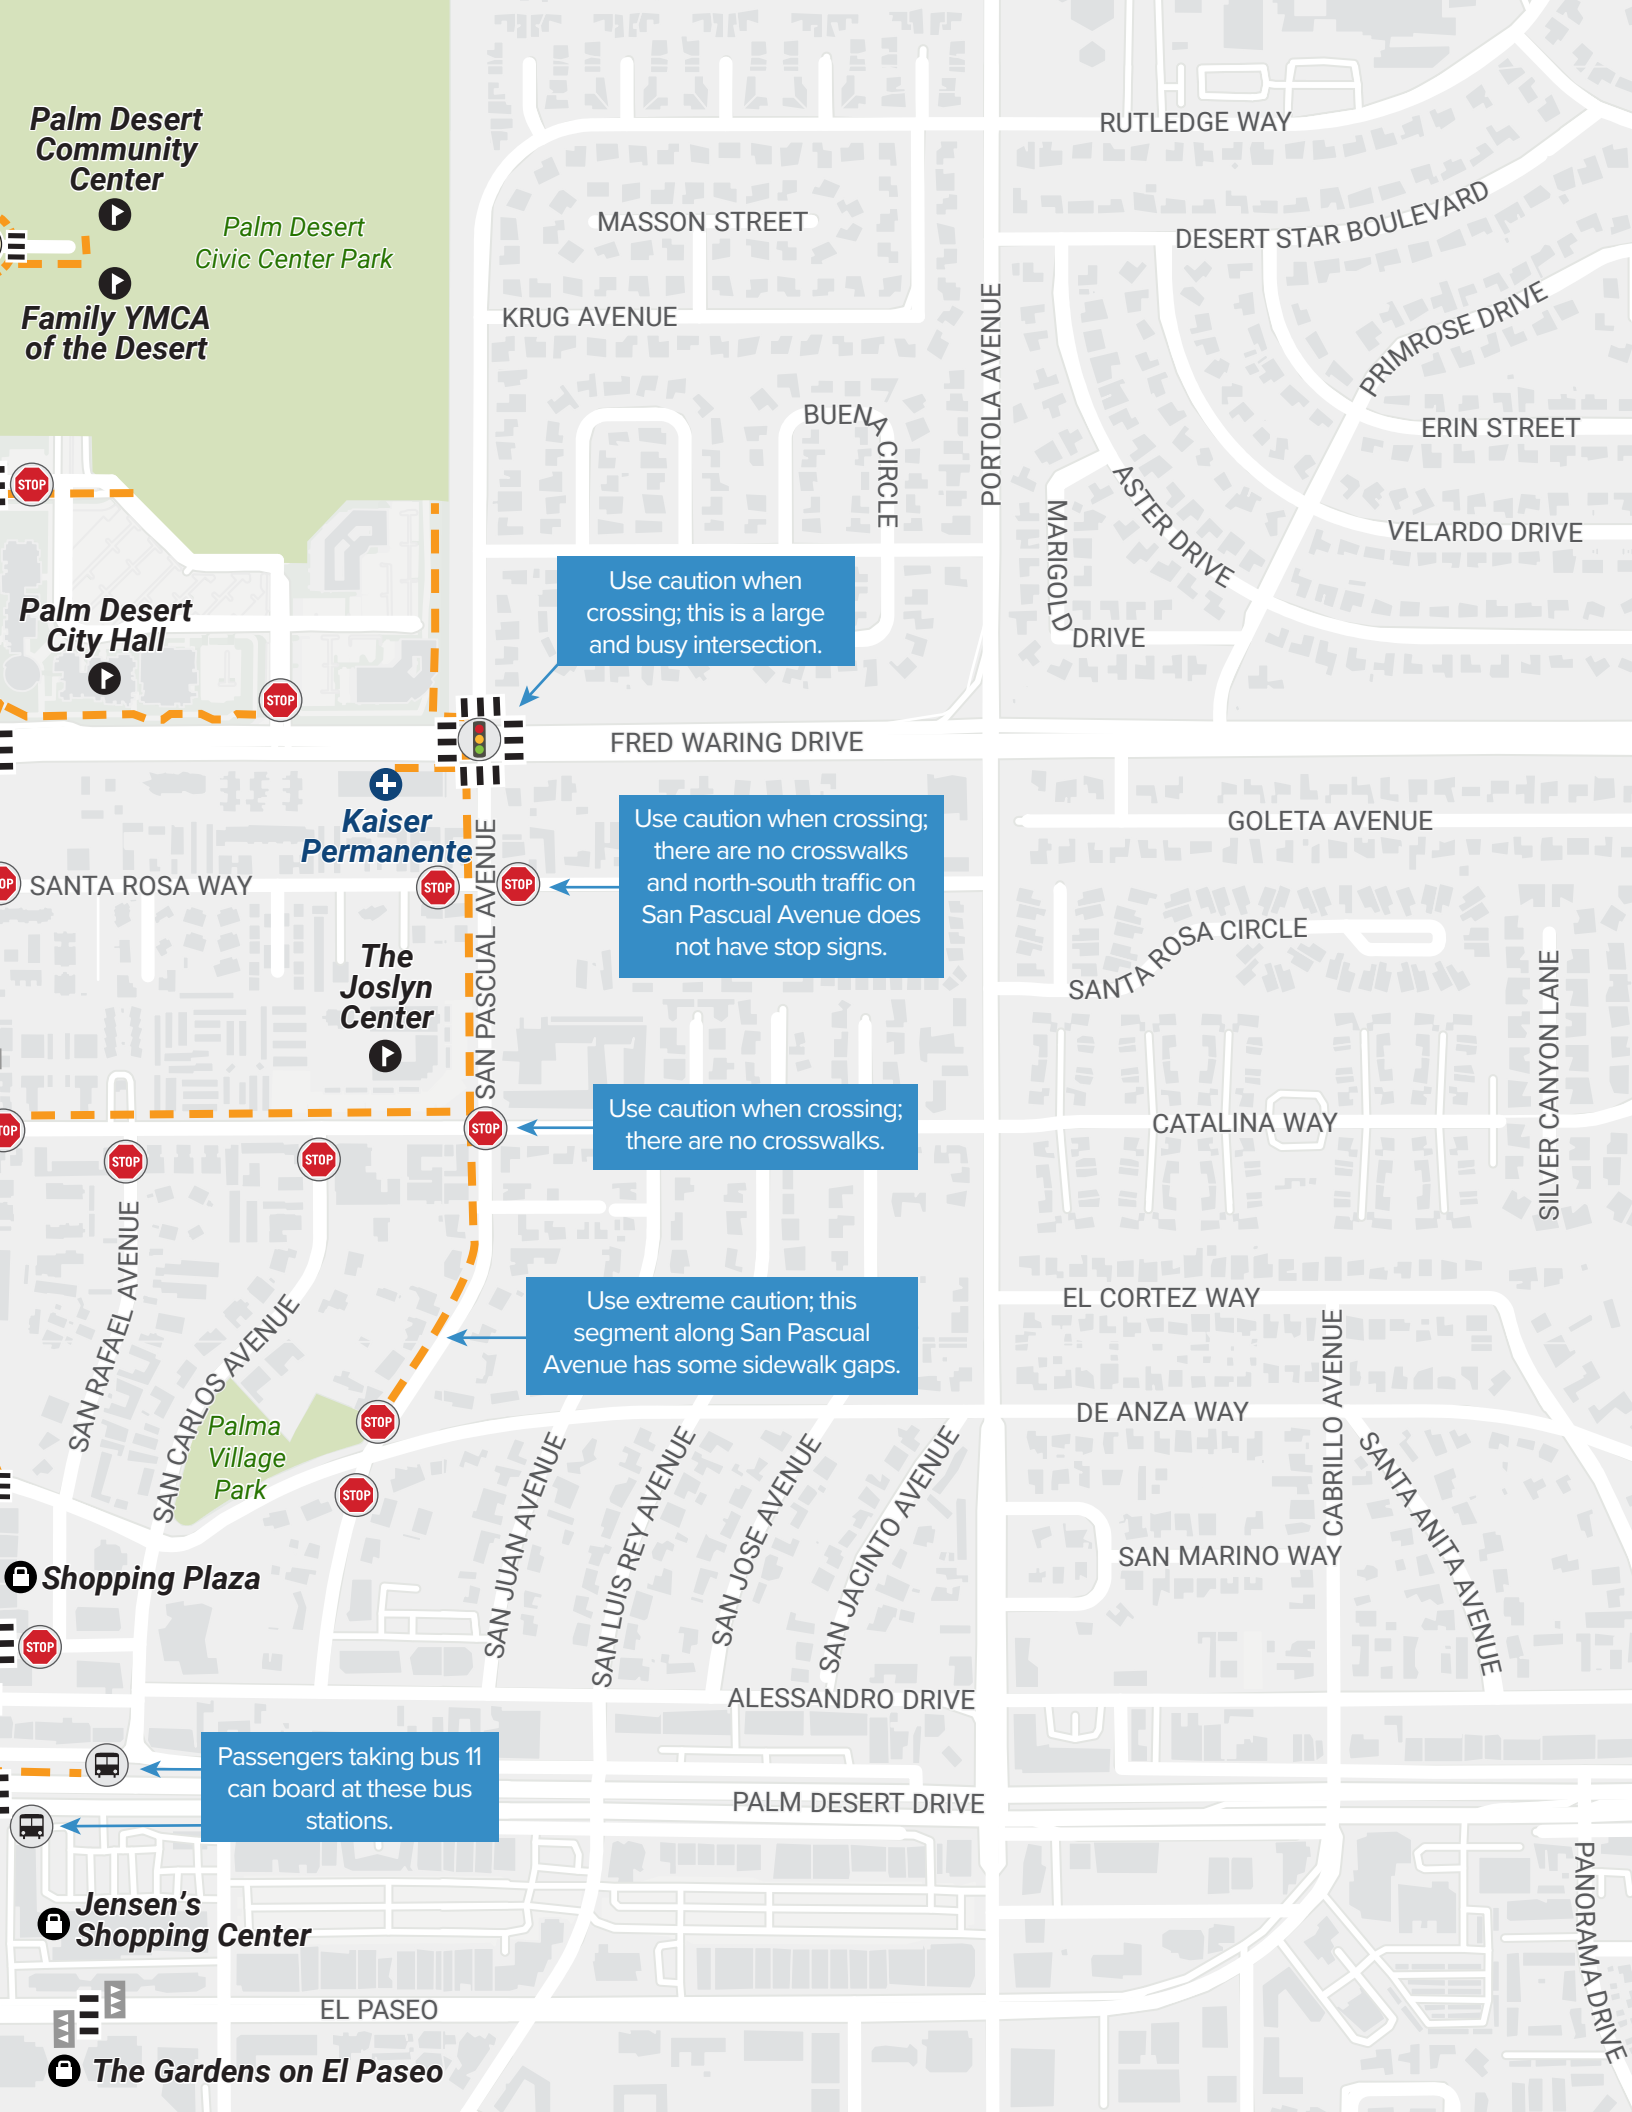 RUTLEDGE WAY
Palm Desert
Community
Center
Palm Desert
Civic Center Park
MASSON STREET
DESERT STAR BOULEVARD
Family YMCA
of the Desert
KRUG AVENUE
PORTOLA AVENUE
PRIMROSE DRIVE
BUENA CIRCLE
ERIN STREET
STOP
ASTER DRIVE
MARIGOLD
DRIVE
VELARDO DRIVE
Use caution when
crossing; this is a large
and busy intersection.
Palm Desert
City Hall
STOP
FRED WARING DRIVE
Kaiser
Permanente
Use caution when crossing;
there are no crosswalks
and north-south traffic on
San Pascual Avenue does
not have stop signs.
GOLETA AVENUE
OP
SANTA ROSA WAY
STOP
STOP
SAN PASCUAL AVENUE
SANTA ROSA CIRCLE
The
Joslyn
Center
SILVER CANYON LANE
Use caution when crossing;
there are no crosswalks.
TOP
STOP
CATALINA WAY
STOP
STOP
SAN RAFAEL AVENUE
SAN CARLOS AVENUE
Use extreme caution; this
segment along San Pascual
Avenue has some sidewalk gaps.
EL CORTEZ WAY
CABRILLO AVENUE
DE ANZA WAY
STOP
Palma
Village
Park
STOP
SAN JUAN AVENUE
SAN LUIS REY AVENUE
SAN JOSE AVENUE
SAN JACINTO AVENUE
SANTA ANITA AVENUE
SAN MARINO WAY
Shopping Plaza
STOP
ALESSANDRO DRIVE
Passengers taking bus 11
can board at these bus
stations.
PALM DESERT DRIVE
PANORAMA DRIVE
Jensen's
Shopping Center
EL PASEO
The Gardens on El Paseo